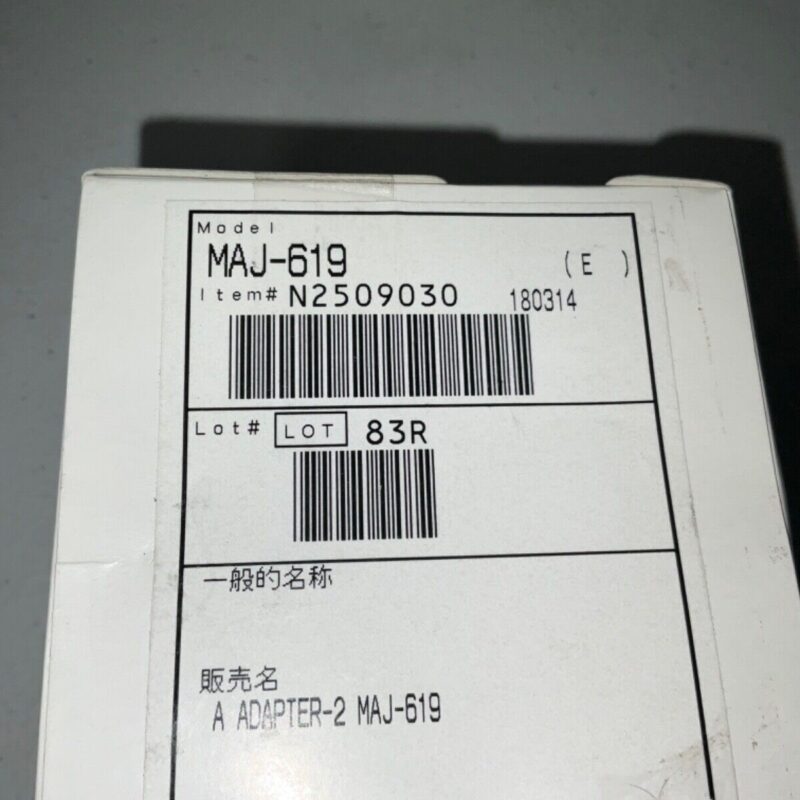 Model
MAJ-619 (E )
Item# N2509030 180314
Lot# LOT 83R
一般的名称
販売名
A ADAPTER-2 MAJ-619